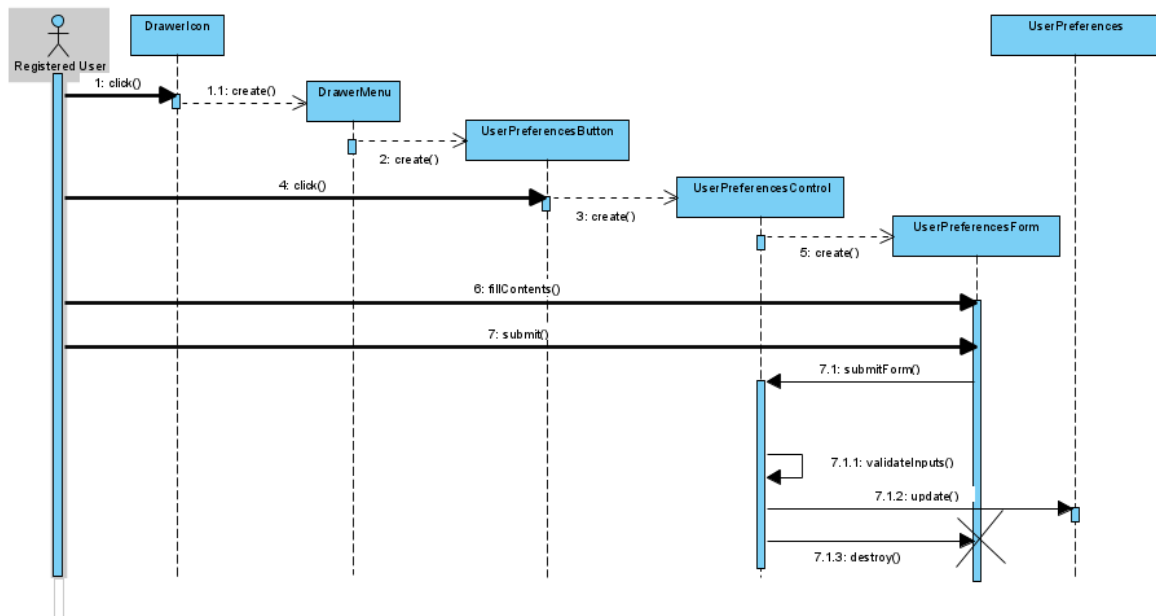 DrawerIcon
UserPreferences
Registered User
1: click()
1.1: create()
DrawerMenu
UserPreferencesButton
2: create()
4: click()
UserPreferencesControl
3: create()
UserPreferencesForm
5: create()
6: fillContents()
7: submit()
7.1: submitForm()
7.1.1: validateInputs()
7.1.2: update()
7.1.3: destroy()